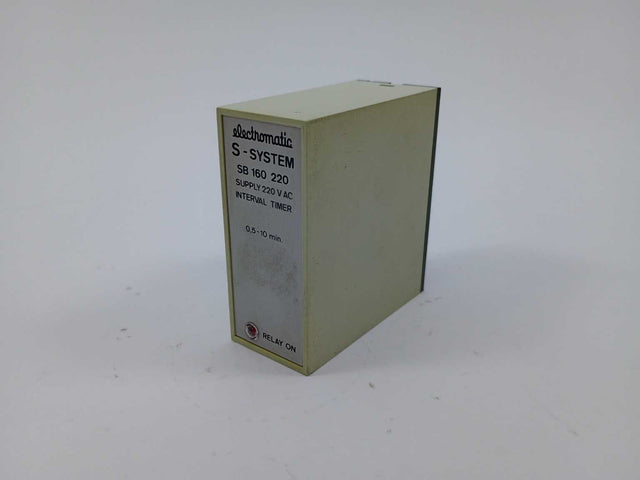 electromatic
S-SYSTEM
SB 160 220
SUPPLY 220 V AC
INTERVAL TIMER
0,5-10 min.
RELAY ON